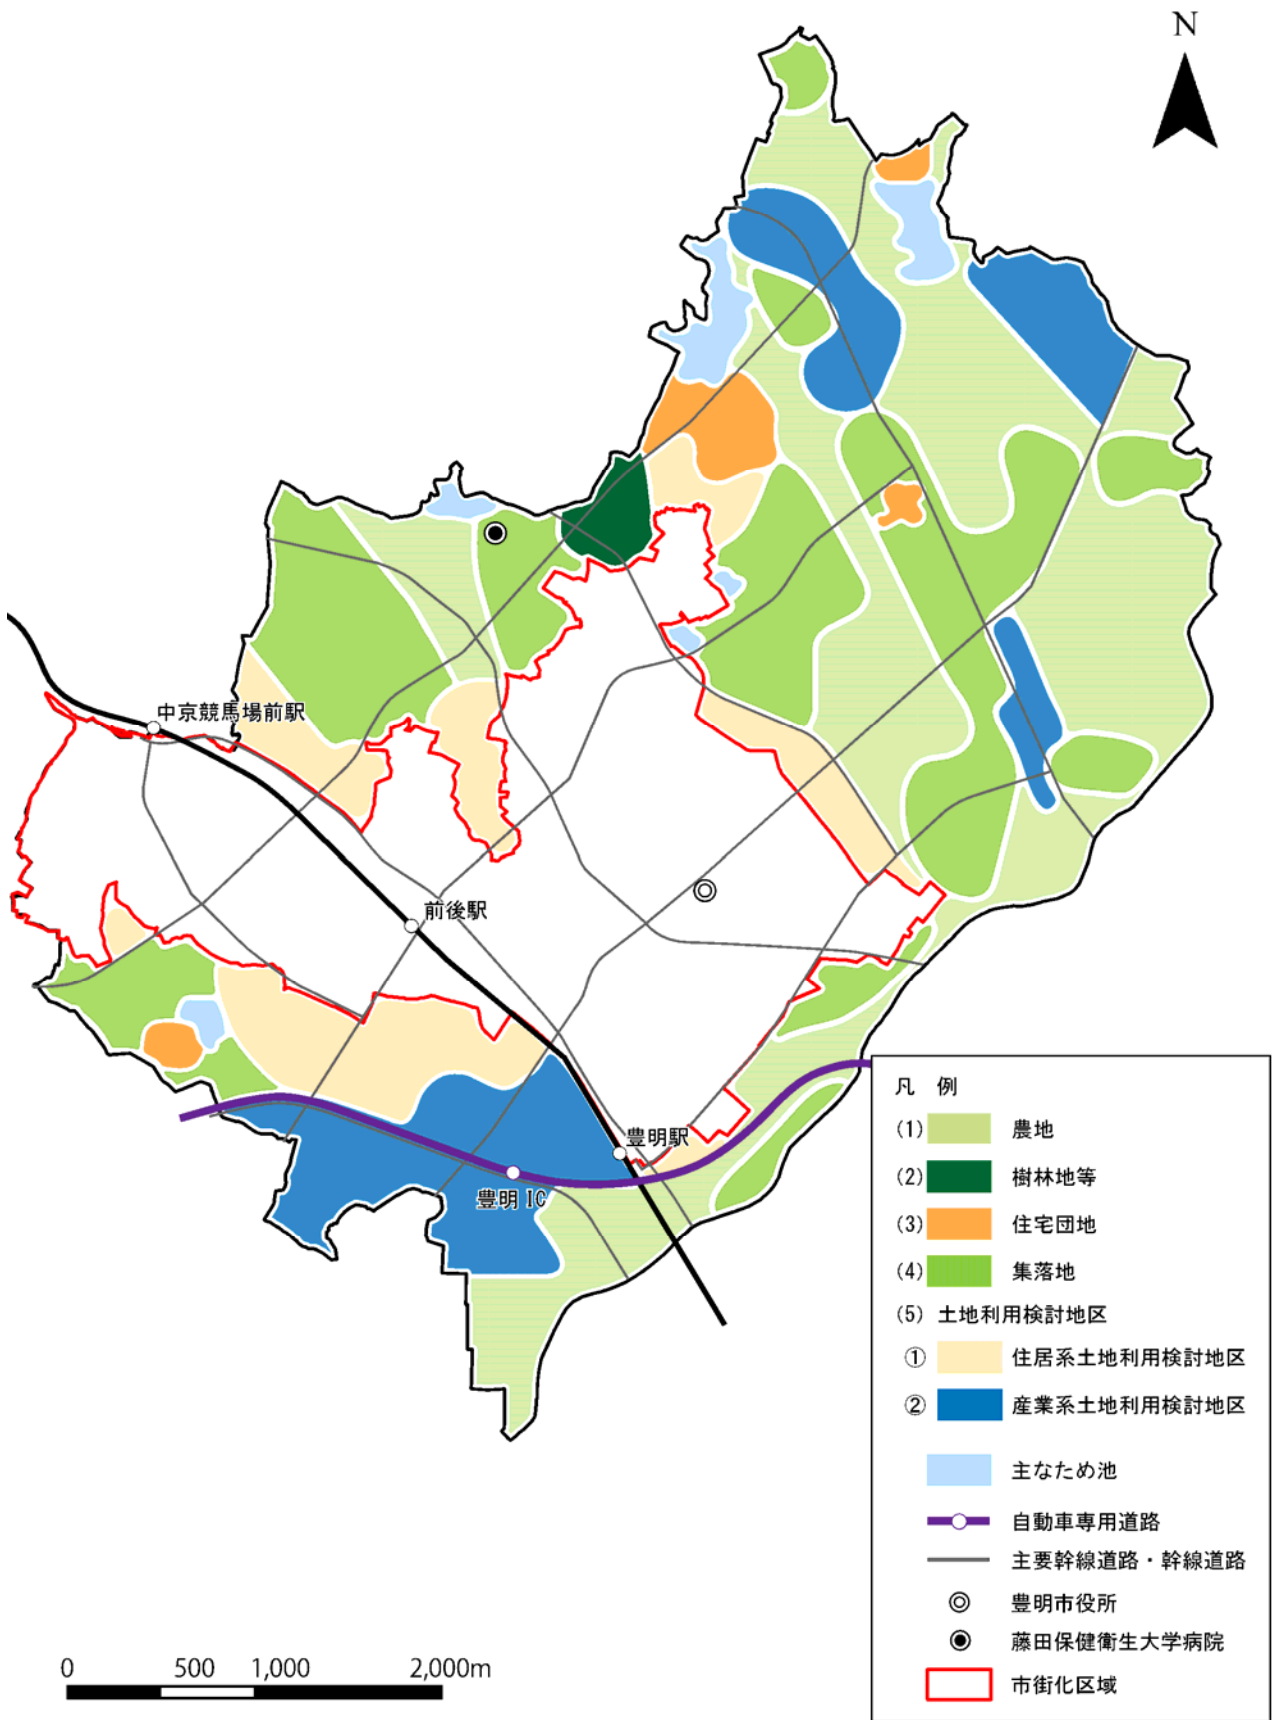 N
中京競馬場前駅
前後駅
豊明駅
豊明 IC
凡 例
(1) 農地
(2) 樹林地等
(3) 住宅団地
(4) 集落地
(5) 土地利用検討地区
① 住居系土地利用検討地区
② 産業系土地利用検討地区
主なため池
自動車専用道路
主要幹線道路・幹線道路
豊明市役所
藤田保健衛生大学病院
市街化区域
0 500 1,000 2,000m